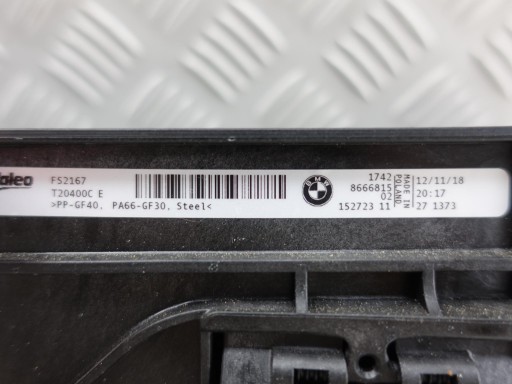 Valeo
FS2167
T20400C E
>PP-GF40, PA66-GF30, Steel<
BMW
1742
8666815
02
152723 11
MADE IN
POLAND
12/11/18
20:17
27 1373